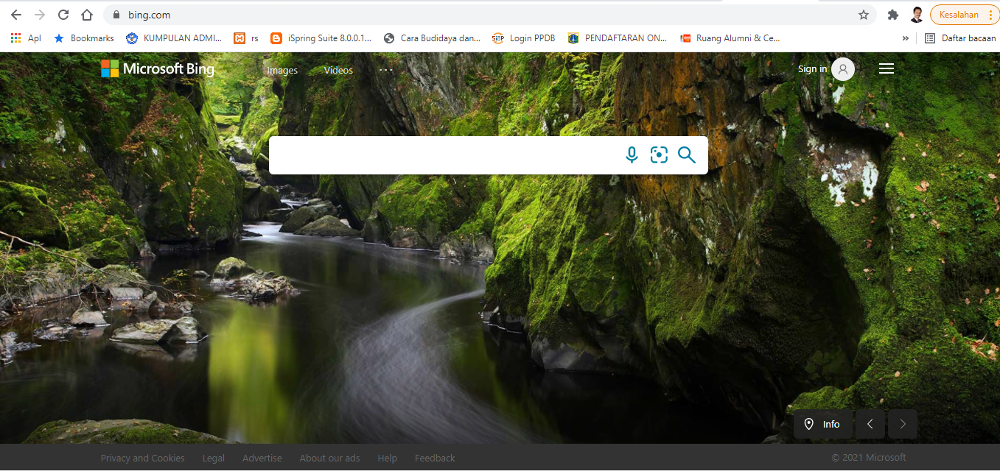 bing.com
Kesalahan
Apl
Bookmarks
KUMPULAN ADMI...
rs
iSpring Suite 8.0.0.1...
Cara Budidaya dan...
SIAP
Login PPDB
PENDAFTARAN ON...
Ruang Alumni & Ce...
»
Daftar bacaan
Microsoft Bing
Images
Videos
...
Sign in
Info
Privacy and Cookies
Legal
Advertise
About our ads
Help
Feedback
© 2021 Microsoft